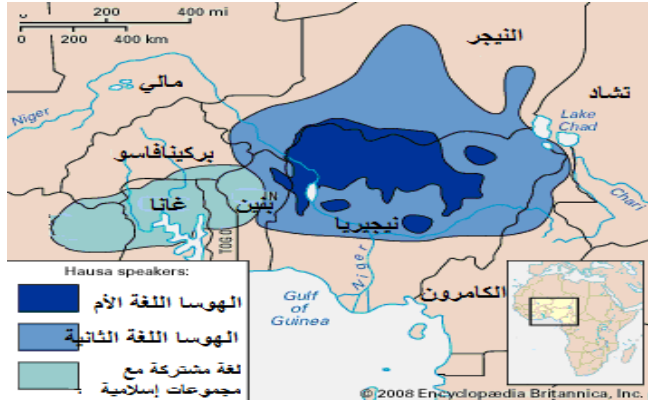 0 200 400 mi
0 200 400 km
النيجر
مالي
تشاد
Niger
Lake
Chad
بركينافاسو
Chari
غانا
بنين
نيجيريا
TOGO
Niger
الكامرون
Gulf
of
Guinea
Hausa speakers:
الهوسا اللغة الأم
الهوسا اللغة الثانية
لغة مشتركة مع
مجموعات إسلامية
© 2008 Encyclopædia Britannica, Inc.